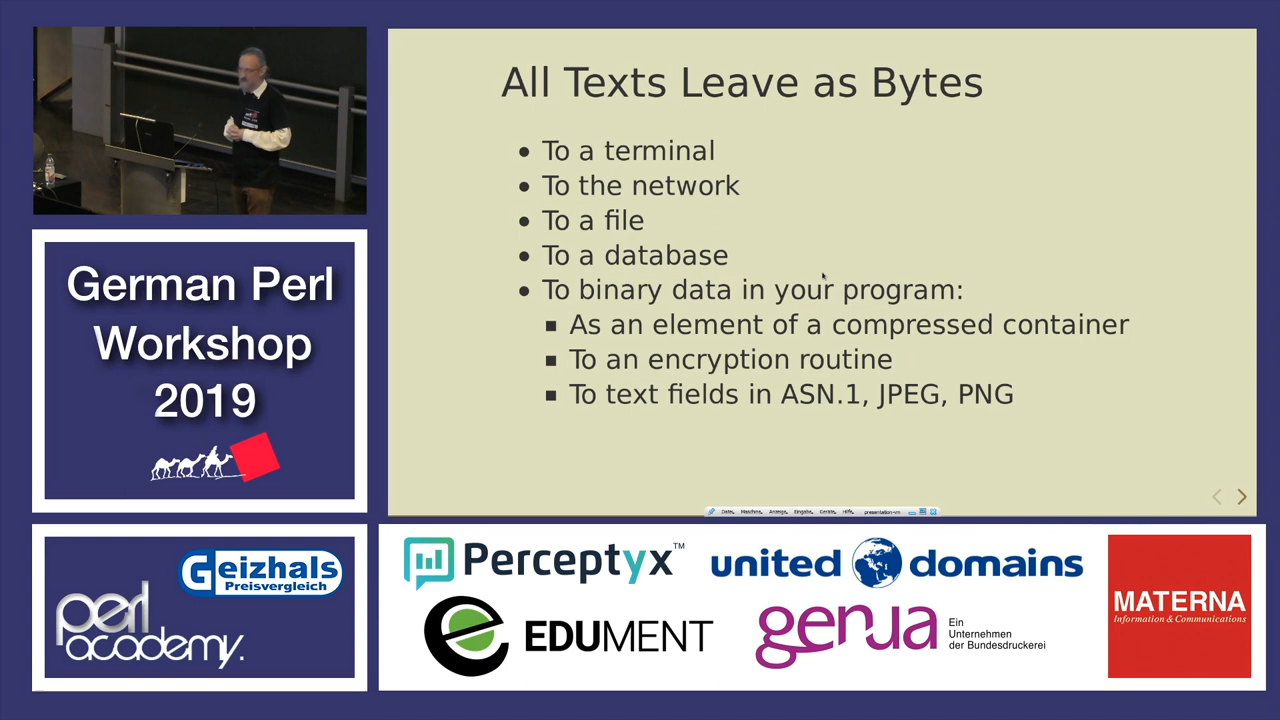 All Texts Leave as Bytes
• To a terminal
• To the network
• To a file
• To a database
• To binary data in your program:
▪ As an element of a compressed container
▪ To an encryption routine
▪ To text fields in ASN.1, JPEG, PNG
German Perl
Workshop
2019
Geizhals
Preisvergleich
perl
academy.
Perceptyx™
united domains
EDUMENT
genua
Ein
Unternehmen
der Bundesdruckerei
MATERNA
Information & Communications